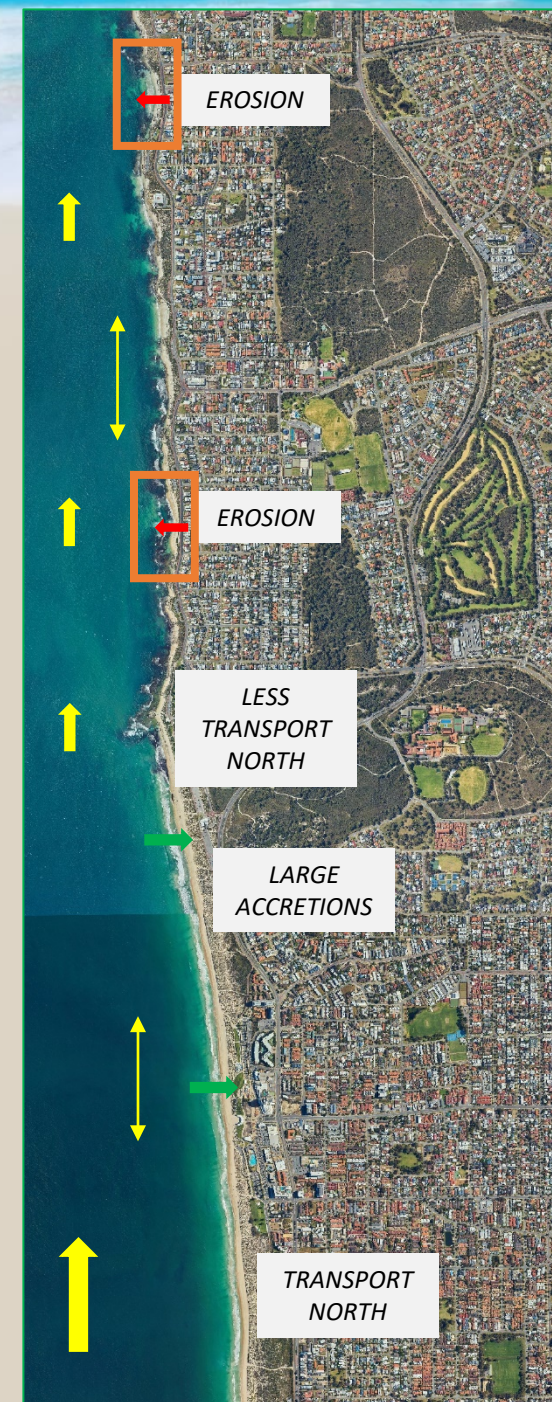 EROSION
EROSION
LESS
TRANSPORT
NORTH
LARGE
ACCRETIONS
TRANSPORT
NORTH